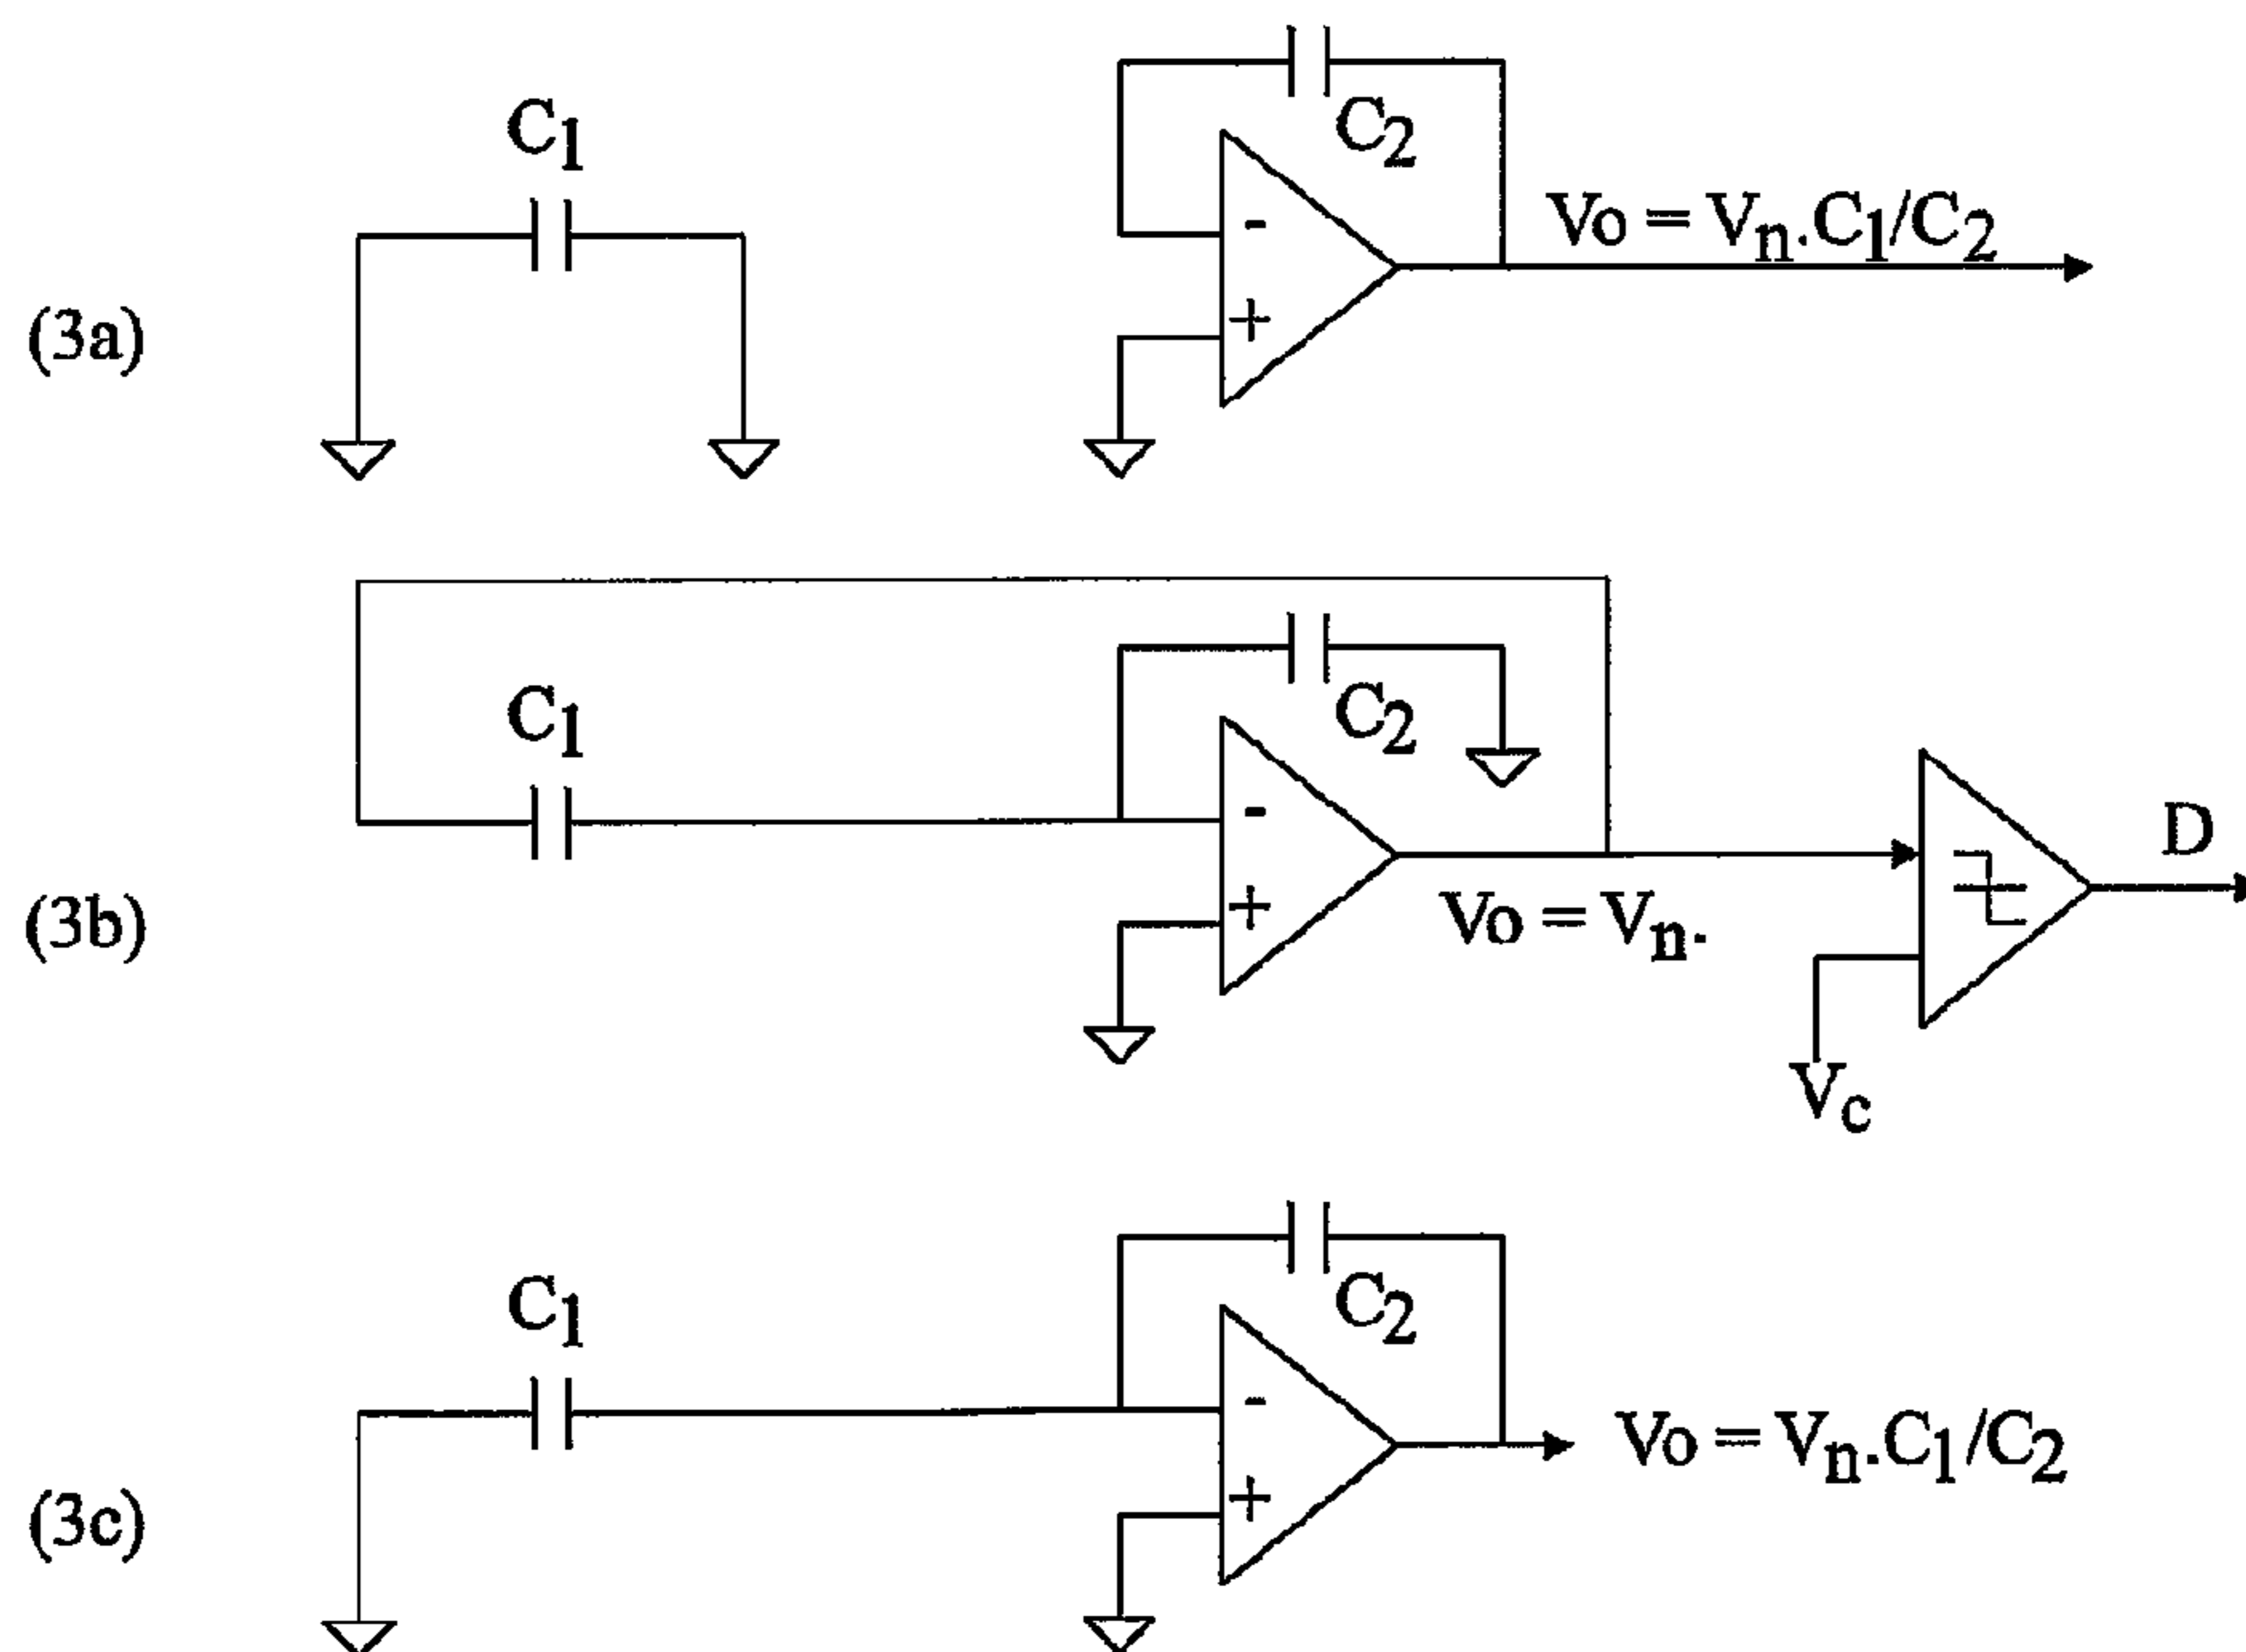 C2
C1
- 
Vo = Vn.C1/C2
+
(3a)
C2
C1
-
D
+
Vo = Vn.
(3b)
Vc
C2
C1
-
Vo = Vn.C1/C2
+
(3c)